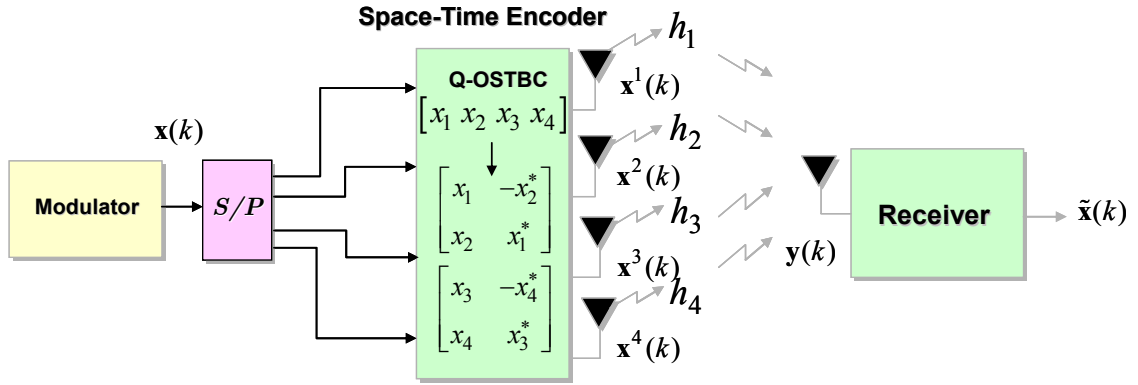 Space-Time Encoder
Modulator
x(k)
S/P
Q-OSTBC
[x₁ x₂ x₃ x₄]
x₁ −x₂*
x₂ x₁*
x₃ −x₄*
x₄ x₃*
h₁
x¹(k)
h₂
x²(k)
h₃
x³(k)
h₄
x⁴(k)
y(k)
Receiver
x̃(k)